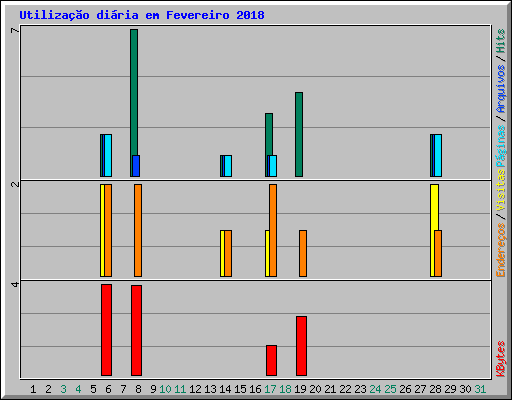 Utilização diária em Fevereiro 2018
7
2
4
Endereços / Visitas Páginas / Arquivos / Hits
KBytes
1 2 3 4 5 6 7 8 9 10 11 12 13 14 15 16 17 18 19 20 21 22 23 24 25 26 27 28 29 30 31